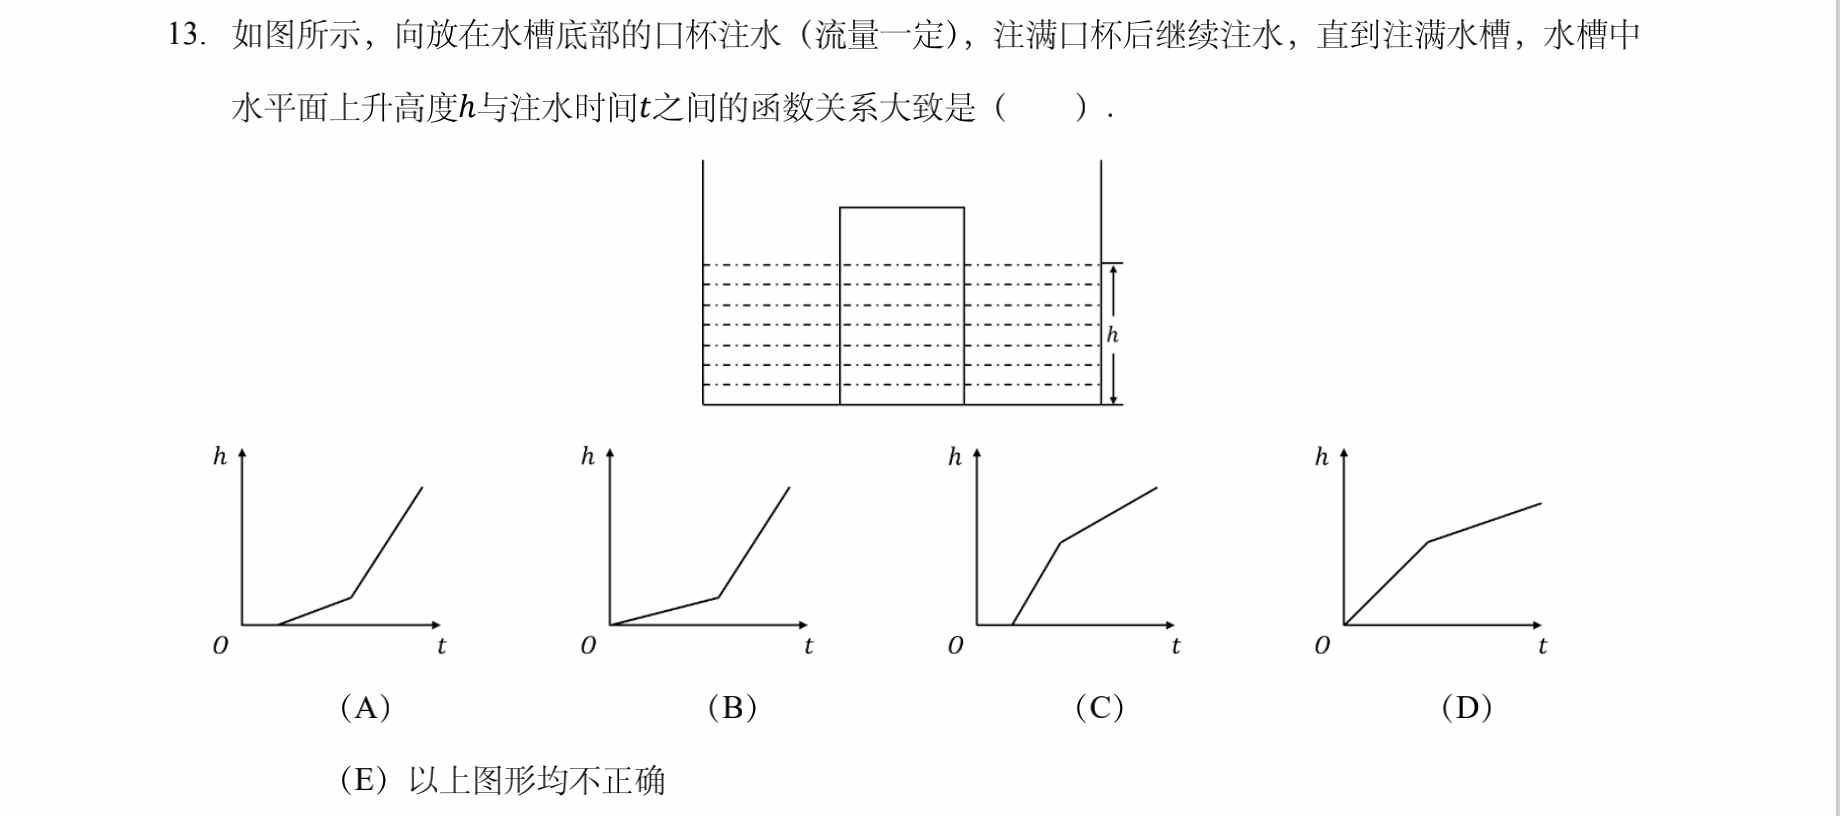 13. 如图所示，向放在水槽底部的口杯注水（流量一定），注满口杯后继续注水，直到注满水槽，水槽中
水平面上升高度h与注水时间t之间的函数关系大致是（　　）.
h
h
h
h
h
O
t
O
t
O
t
O
t
（A）
（B）
（C）
（D）
（E）以上图形均不正确